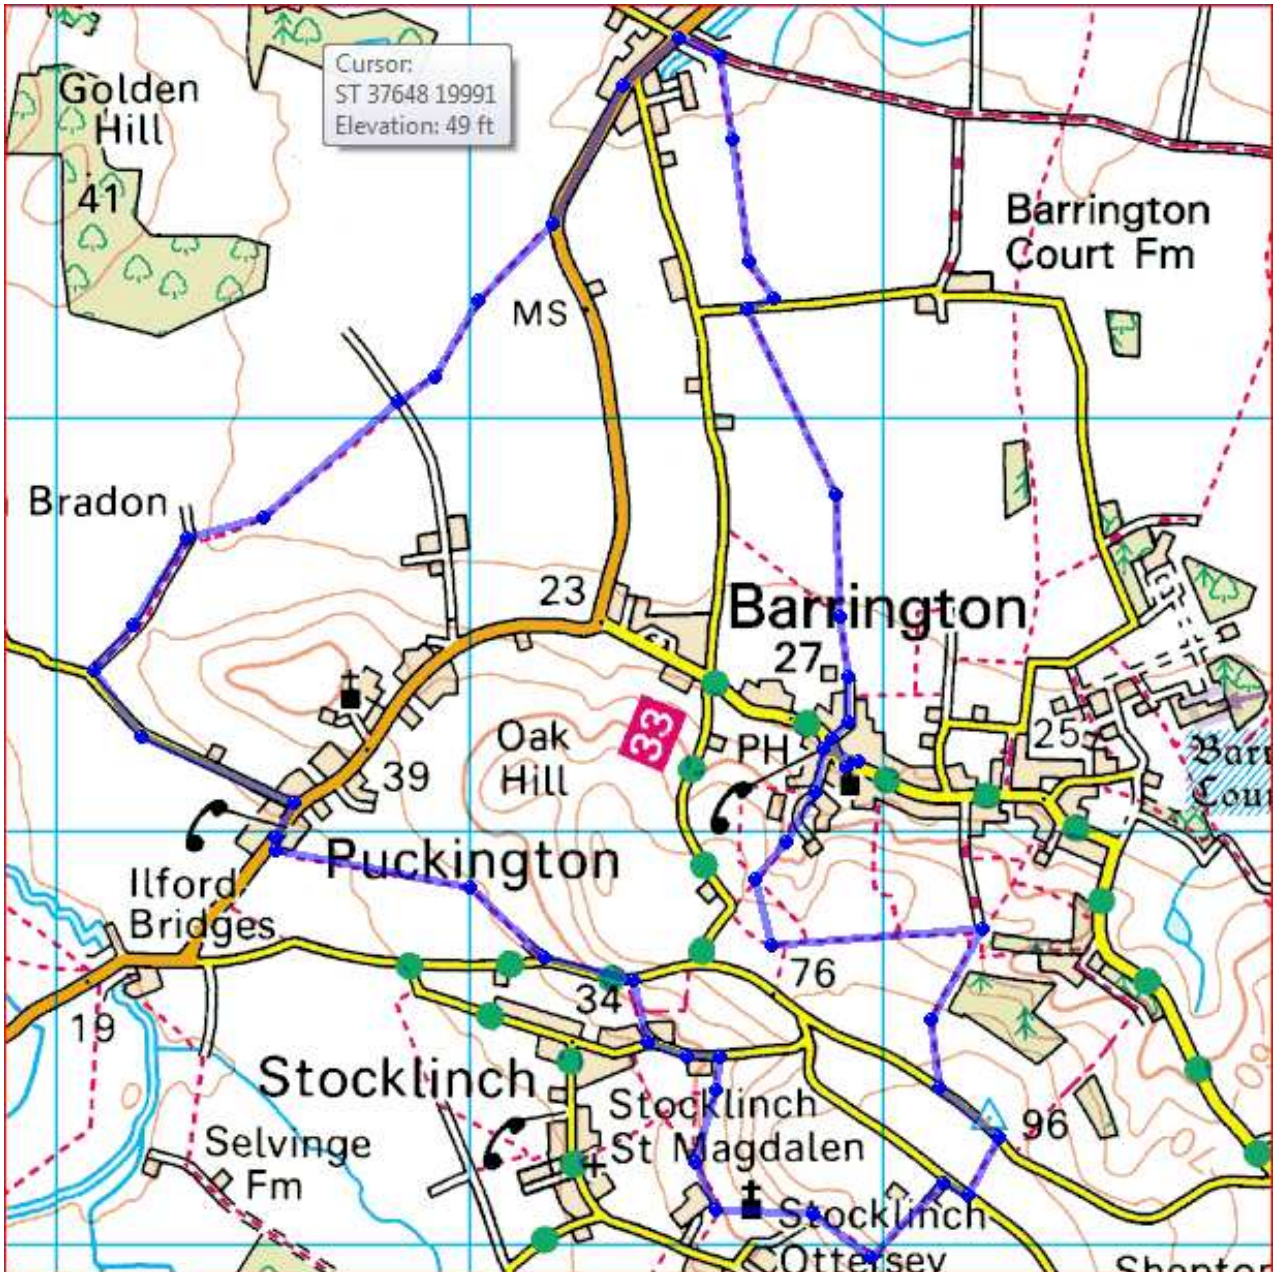 Golden
Hill
41
Cursor:
ST 37648 19991
Elevation: 49 ft
Barrington
Court Fm
MS
Bradon
23
Barrington
27
33
Oak
Hill
PH
25
39
Puckington
Ilford
Bridges
76
34
19
Stocklinch
Stocklinch
St Magdalen
96
Selvinge
Fm
Stocklinch
Ottersey